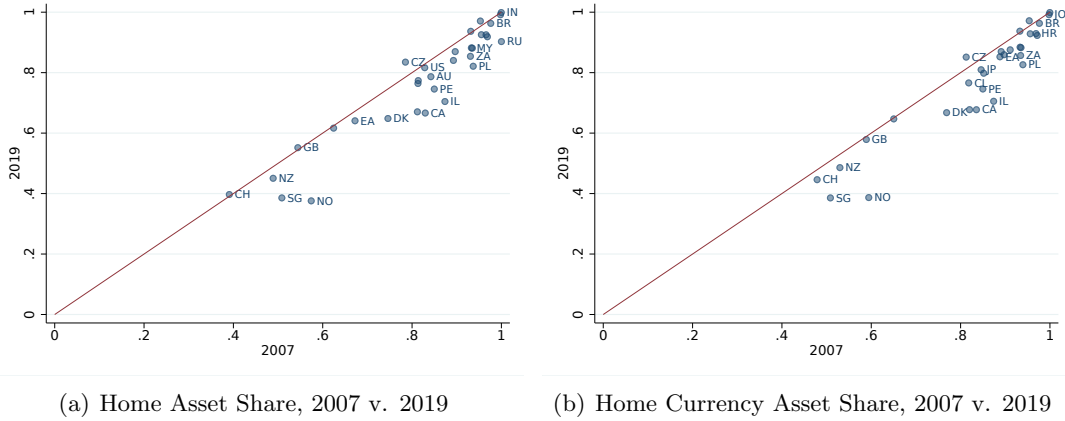 1
.8
.6
.4
.2
0
2019
IN
BR
RU
MY
ZA
PL
CZ
US
AU
PE
IL
CA
DK
EA
GB
NZ
CH
SG
NO
0 .2 .4 .6 .8 1
2007
1
.8
.6
.4
.2
0
2019
JO
BR
HR
ZA
EA
PL
CZ
JP
CL
PE
IL
DK
CA
GB
NZ
CH
SG
NO
0 .2 .4 .6 .8 1
2007
(a) Home Asset Share, 2007 v. 2019
(b) Home Currency Asset Share, 2007 v. 2019